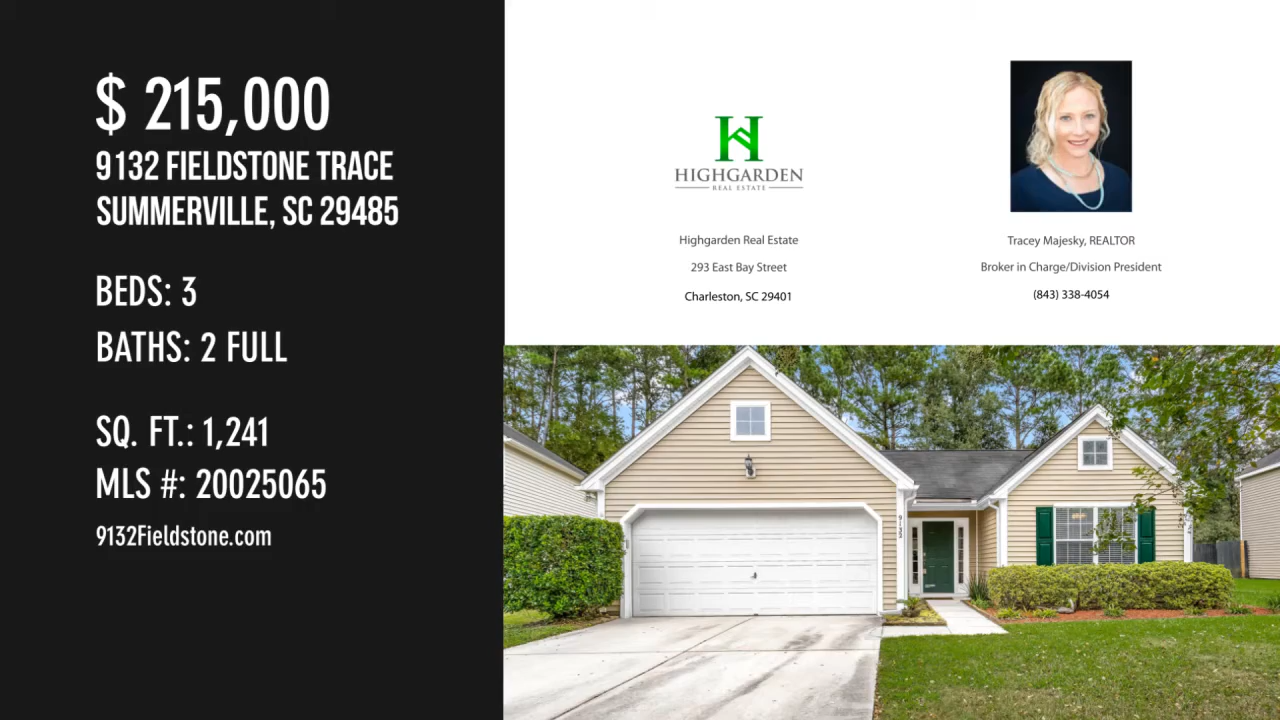 $ 215,000
9132 FIELDSTONE TRACE
SUMMERVILLE, SC 29485
BEDS: 3
BATHS: 2 FULL
SQ. FT.: 1,241
MLS #: 20025065
9132Fieldstone.com
HIGHGARDEN
REAL ESTATE
Highgarden Real Estate
293 East Bay Street
Charleston, SC 29401
Tracey Majesky, REALTOR
Broker in Charge/Division President
(843) 338-4054
9132